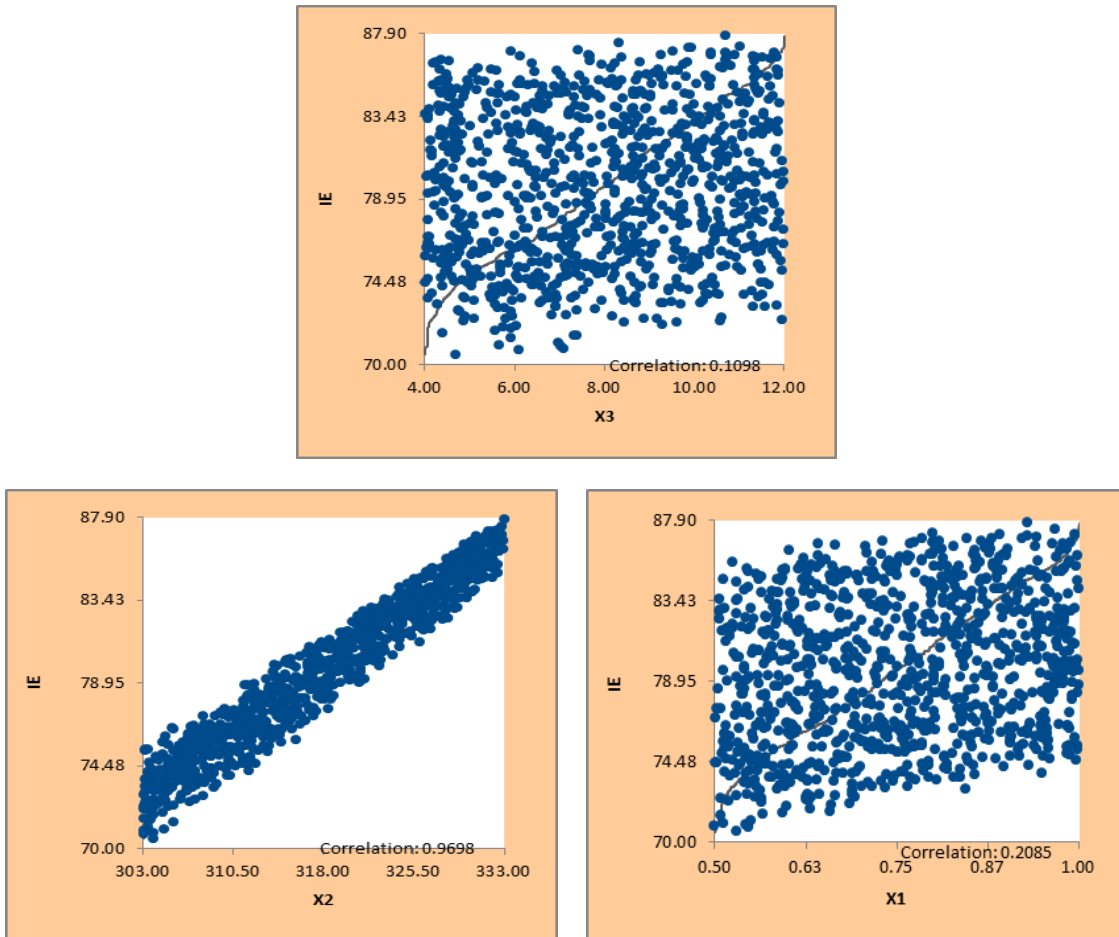 87.90
83.43
78.95
74.48
70.00
IE
Correlation: 0.1098
4.00 6.00 8.00 10.00 12.00
X3
87.90
83.43
78.95
74.48
70.00
IE
Correlation: 0.9698
303.00 310.50 318.00 325.50 333.00
X2
87.90
83.43
78.95
74.48
70.00
IE
Correlation: 0.2085
0.50 0.63 0.75 0.87 1.00
X1